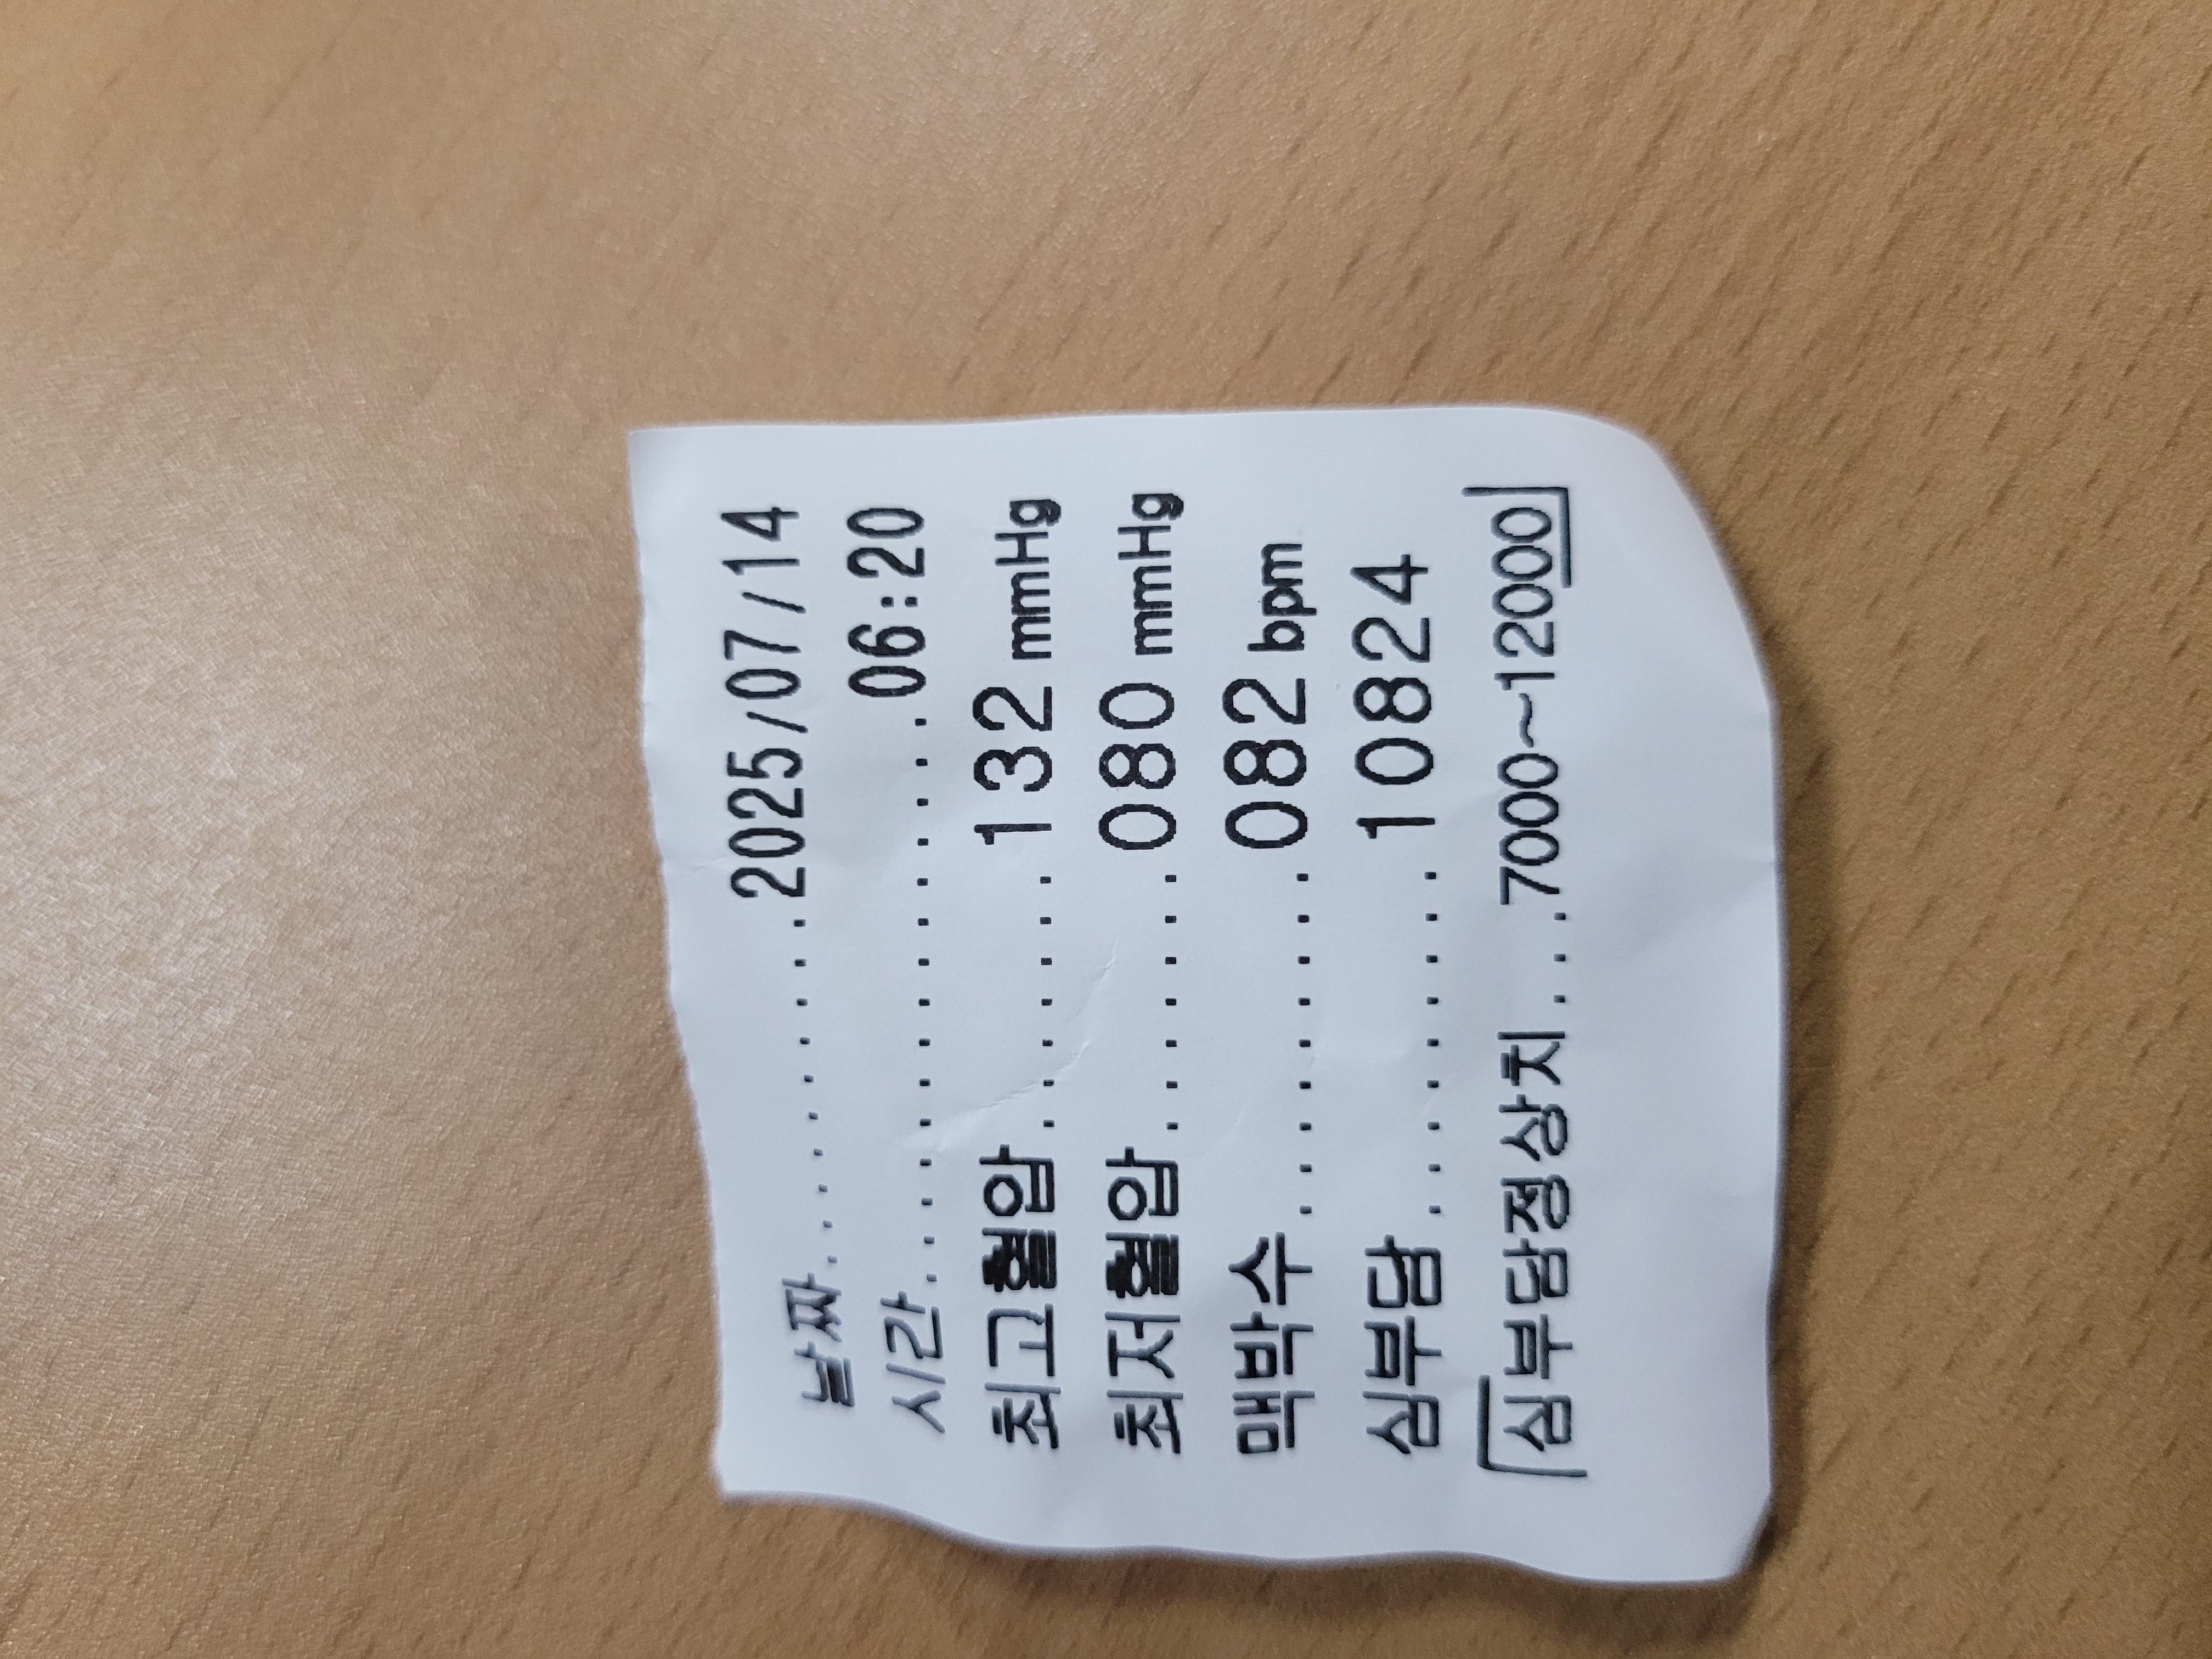 날짜..........2025/07/14
시간..............06:20
최고혈압.......132 mmHg
최저혈압.......080 mmHg
맥박수.........082 bpm
심부담.........10824
「심부담정상치...7000~12000」